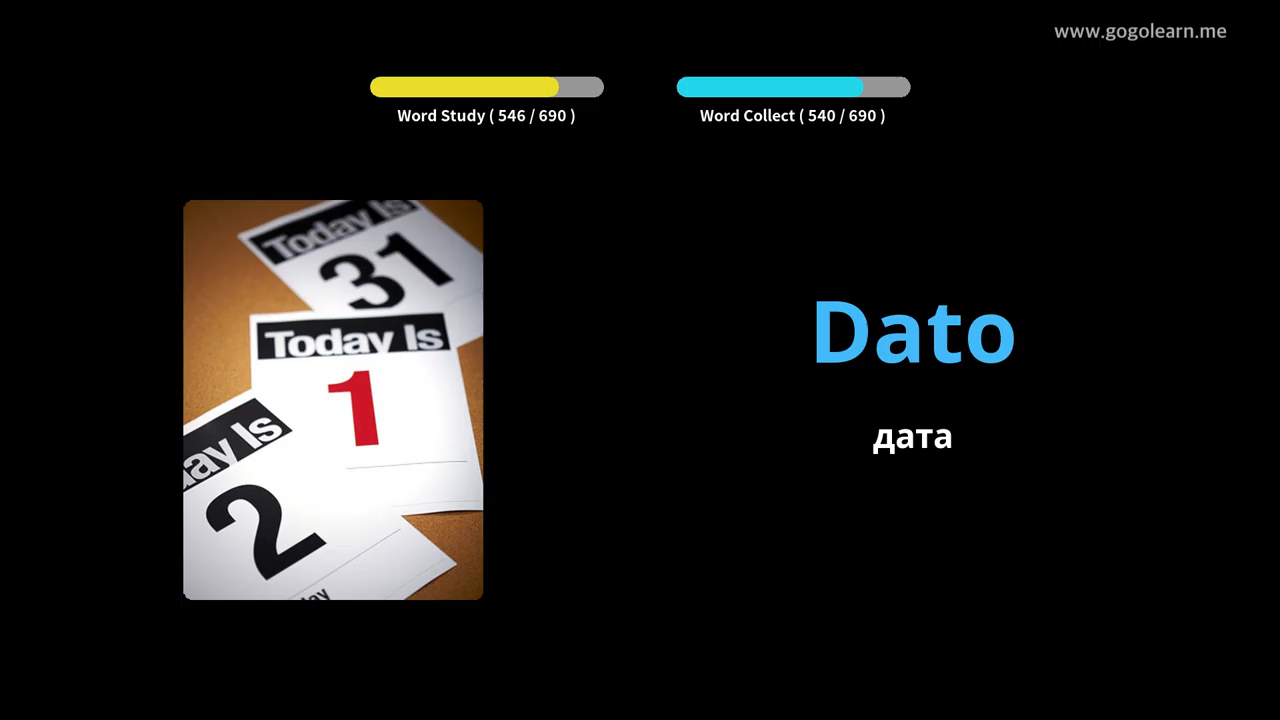 www.gogolearn.me
Word Study ( 546 / 690 )
Word Collect ( 540 / 690 )
Today Is
31
Today Is
1
day Is
2
Dato
дата